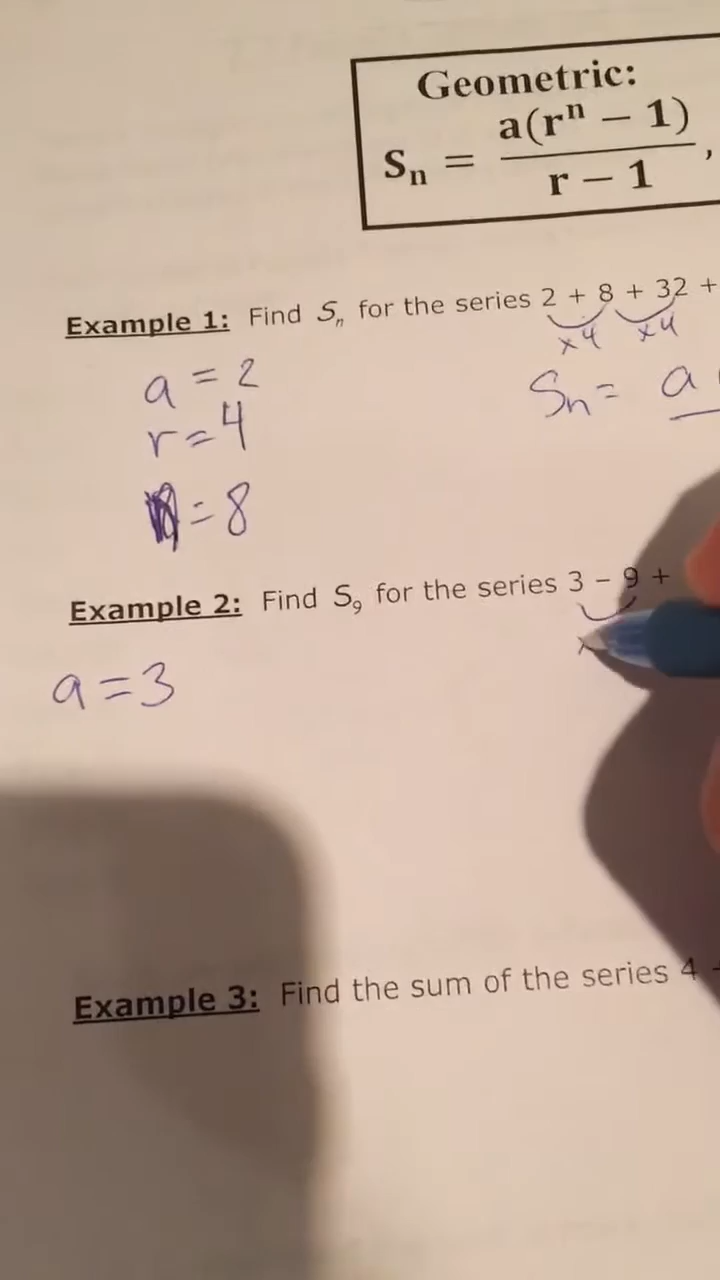 Geometric:
Sₙ = a(rⁿ − 1) / r − 1 ,
Example 1: Find Sₙ for the series 2 + 8 + 32 +
×4 ×4
a = 2
Sₙ = a
r = 4
= 8
Example 2: Find S₉ for the series 3 − 9 +
a = 3
Example 3: Find the sum of the series 4